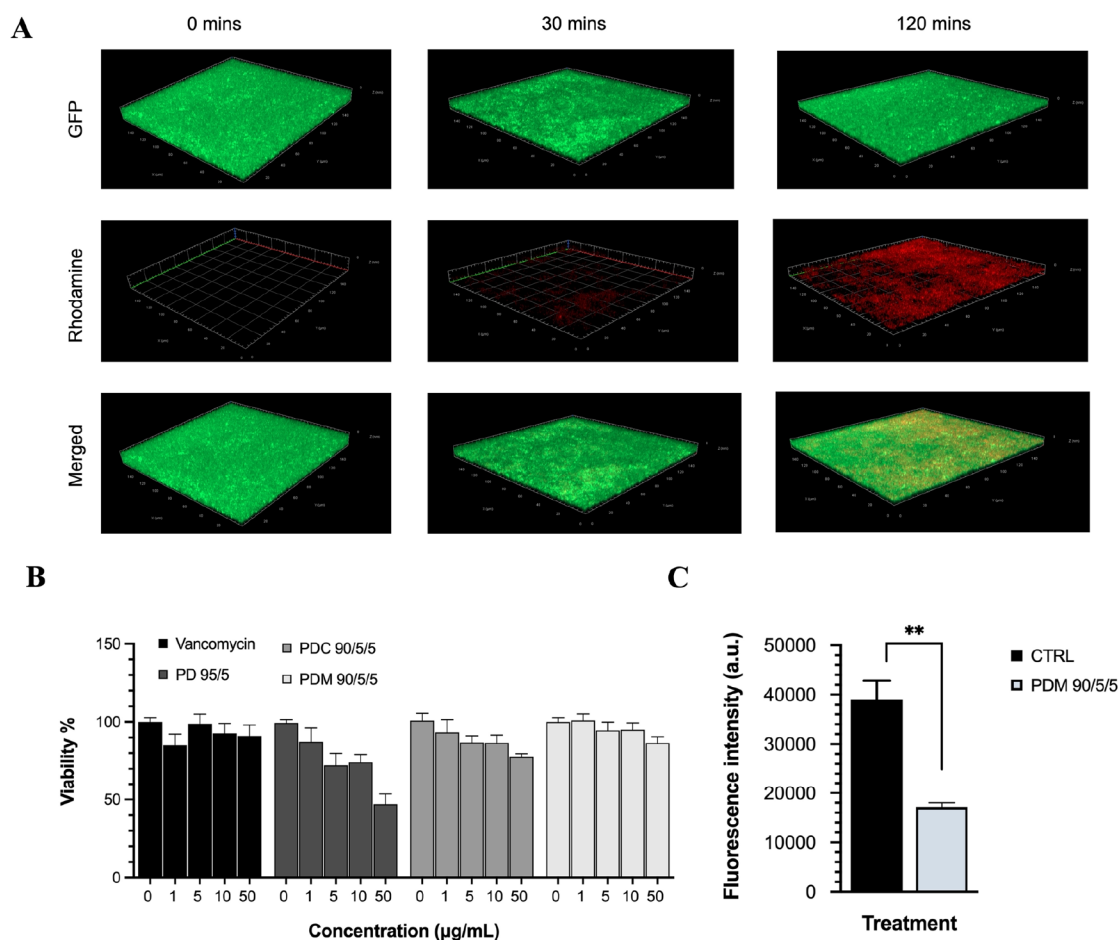 A
0 mins 30 mins 120 mins
GFP
Rhodamine
Merged
B
Vancomycin
PD 95/5
PDC 90/5/5
PDM 90/5/5
Viability %
150
100
50
0
0 1 5 10 50 0 1 5 10 50 0 1 5 10 50 0 1 5 10 50
Concentration (µg/mL)
C
**
CTRL
PDM 90/5/5
Fluorescence intensity (a.u.)
50000
40000
30000
20000
10000
0
Treatment